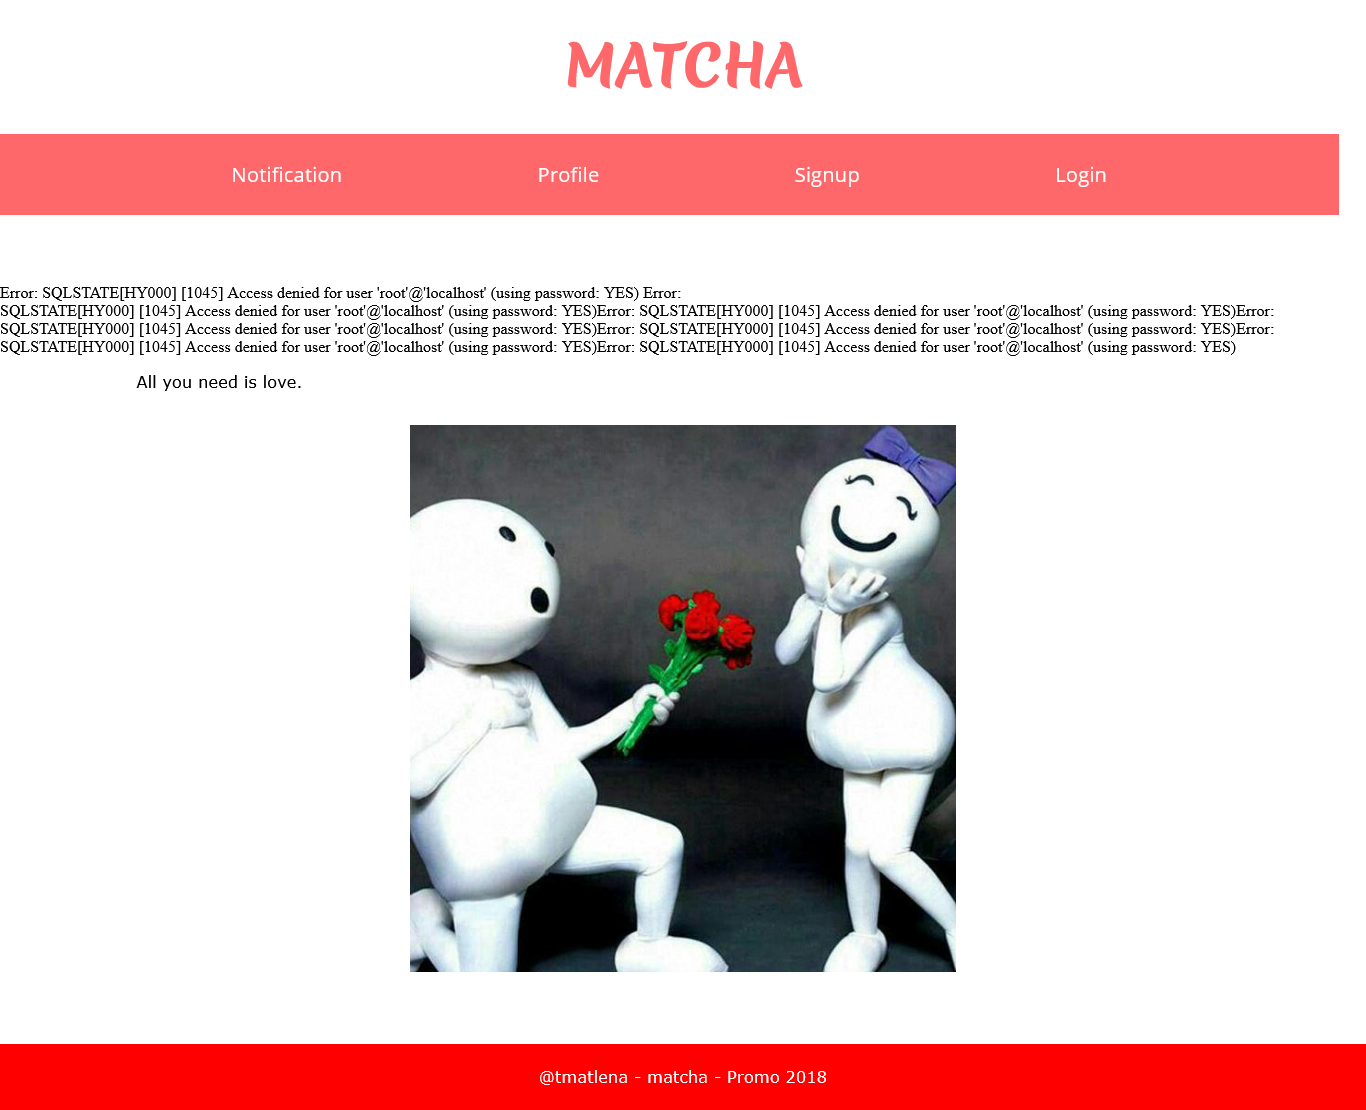 MATCHA
Notification Profile Signup Login
Error: SQLSTATE[HY000] [1045] Access denied for user 'root'@'localhost' (using password: YES) Error:
SQLSTATE[HY000] [1045] Access denied for user 'root'@'localhost' (using password: YES)Error: SQLSTATE[HY000] [1045] Access denied for user 'root'@'localhost' (using password: YES)Error:
SQLSTATE[HY000] [1045] Access denied for user 'root'@'localhost' (using password: YES)Error: SQLSTATE[HY000] [1045] Access denied for user 'root'@'localhost' (using password: YES)Error:
SQLSTATE[HY000] [1045] Access denied for user 'root'@'localhost' (using password: YES)Error: SQLSTATE[HY000] [1045] Access denied for user 'root'@'localhost' (using password: YES)
All you need is love.
@tmatlena - matcha - Promo 2018